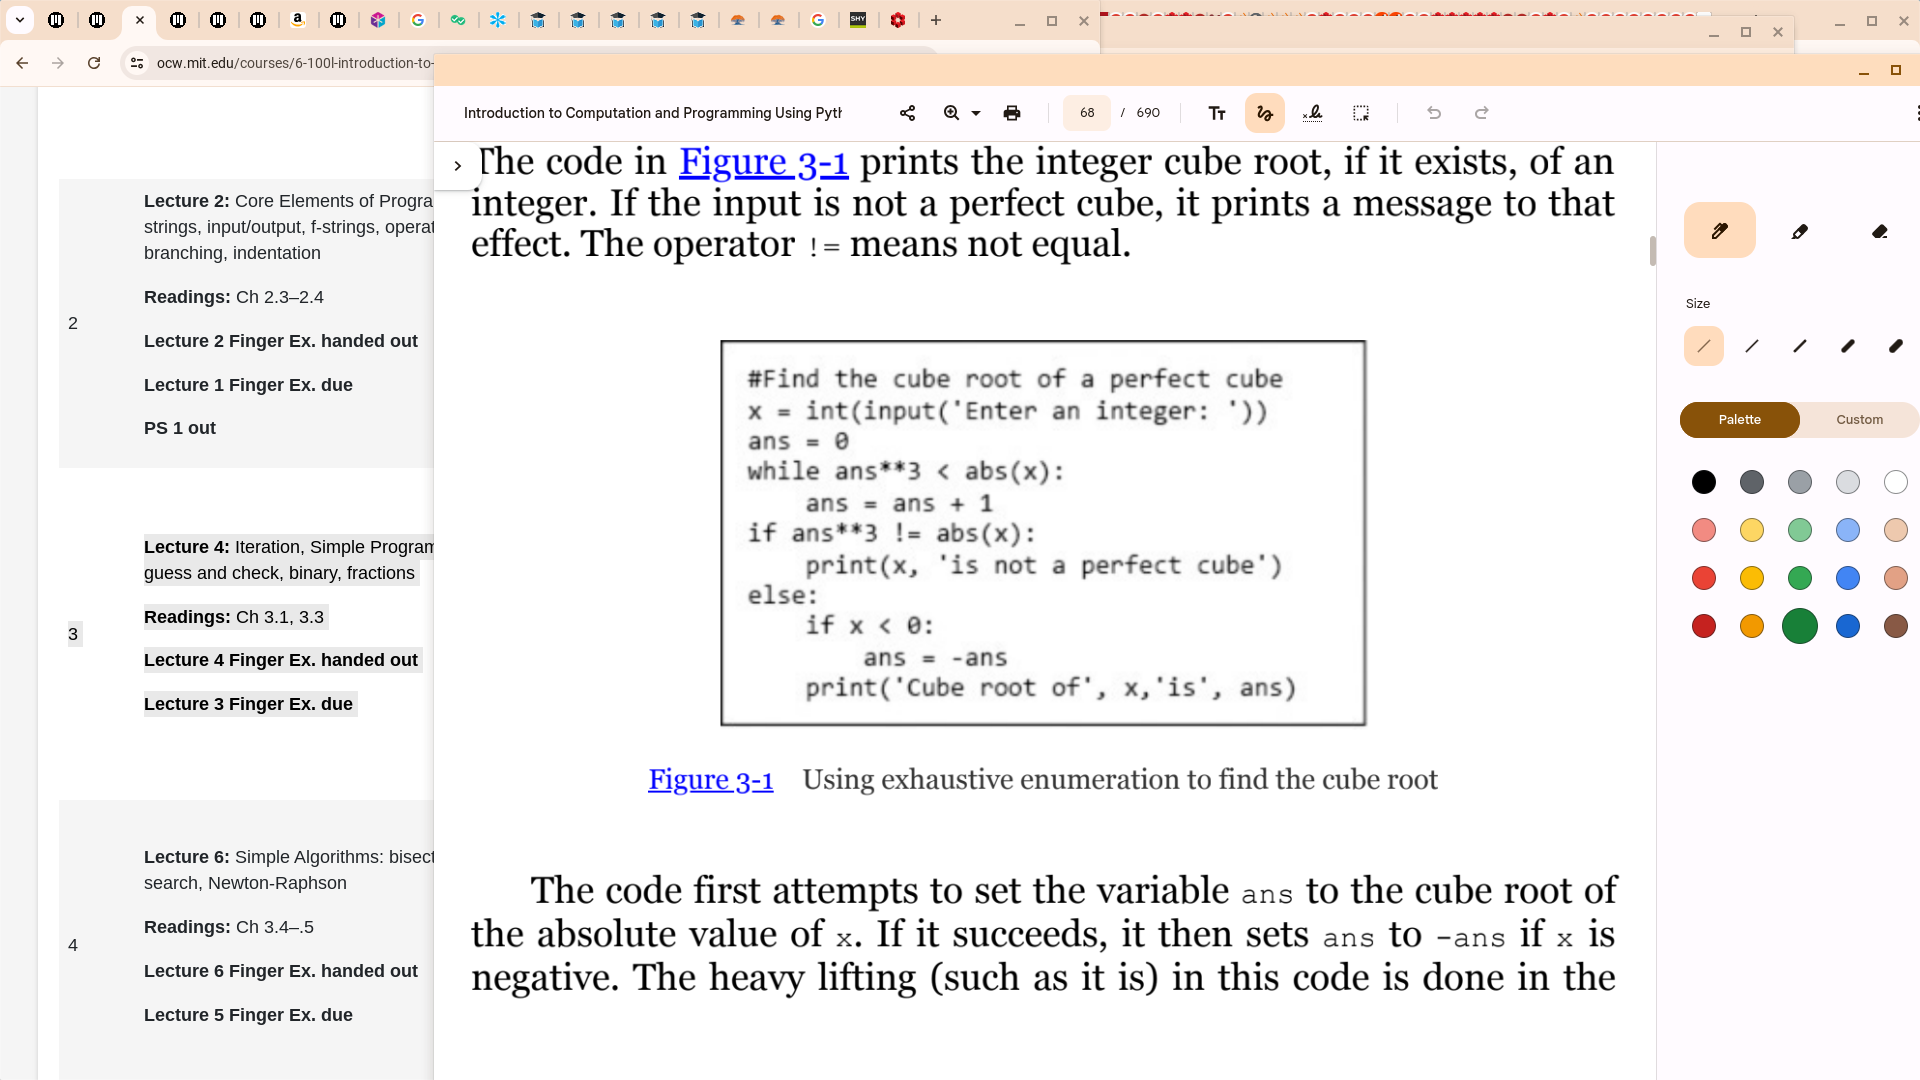 ocw.mit.edu/courses/6-100l-introduction-to-
Lecture 2: Core Elements of Progra
strings, input/output, f-strings, operat
branching, indentation
Readings: Ch 2.3–2.4
2
Lecture 2 Finger Ex. handed out
Lecture 1 Finger Ex. due
PS 1 out
Lecture 4: Iteration, Simple Program
guess and check, binary, fractions
Readings: Ch 3.1, 3.3
3
Lecture 4 Finger Ex. handed out
Lecture 3 Finger Ex. due
Lecture 6: Simple Algorithms: bisect
search, Newton-Raphson
Readings: Ch 3.4–.5
4
Lecture 6 Finger Ex. handed out
Lecture 5 Finger Ex. due
Introduction to Computation and Programming Using Pyth
68 / 690
Tт
The code in Figure 3-1 prints the integer cube root, if it exists, of an
integer. If the input is not a perfect cube, it prints a message to that
effect. The operator != means not equal.
#Find the cube root of a perfect cube
x = int(input('Enter an integer: '))
ans = 0
while ans**3 < abs(x):
    ans = ans + 1
if ans**3 != abs(x):
    print(x, 'is not a perfect cube')
else:
    if x < 0:
        ans = -ans
    print('Cube root of', x,'is', ans)
Figure 3-1 Using exhaustive enumeration to find the cube root
The code first attempts to set the variable ans to the cube root of
the absolute value of x. If it succeeds, it then sets ans to -ans if x is
negative. The heavy lifting (such as it is) in this code is done in the
Size
Palette Custom
SHY